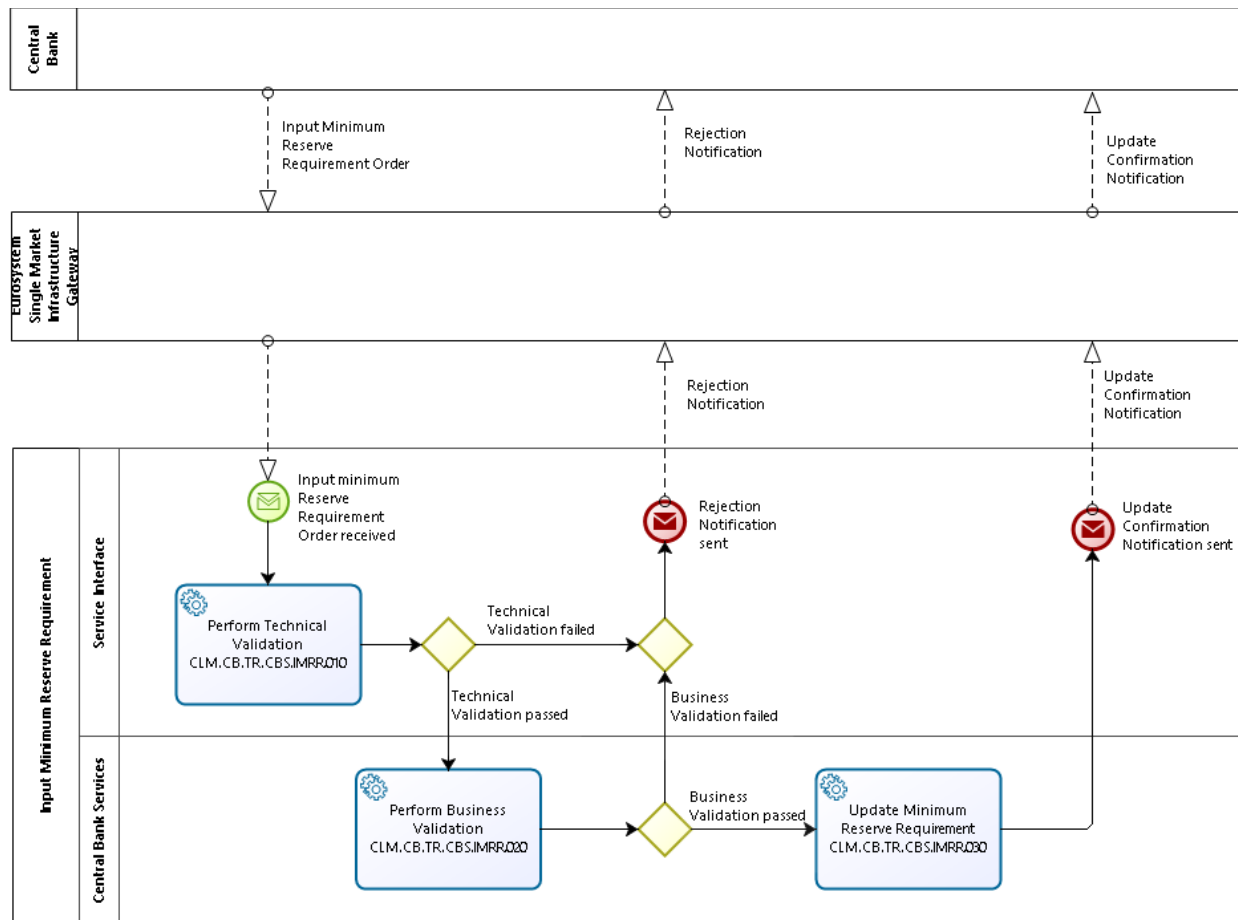 Central
Bank
Input Minimum
Reserve
Requirement Order
Rejection
Notification
Update
Confirmation
Notification
Eurosystem
Single Market
Infrastructure
Gateway
Rejection
Notification
Update
Confirmation
Notification
Input Minimum Reserve Requirement
Service Interface
Input minimum
Reserve
Requirement
Order received
Rejection
Notification
sent
Update
Confirmation
Notification sent
Perform Technical
Validation
CLM.CB.TR.CBS.IMRR.010
Technical
Validation failed
Technical
Validation passed
Business
Validation failed
Central Bank Services
Perform Business
Validation
CLM.CB.TR.CBS.IMRR.020
Business
Validation passed
Update Minimum
Reserve Requirement
CLM.CB.TR.CBS.IMRR.030